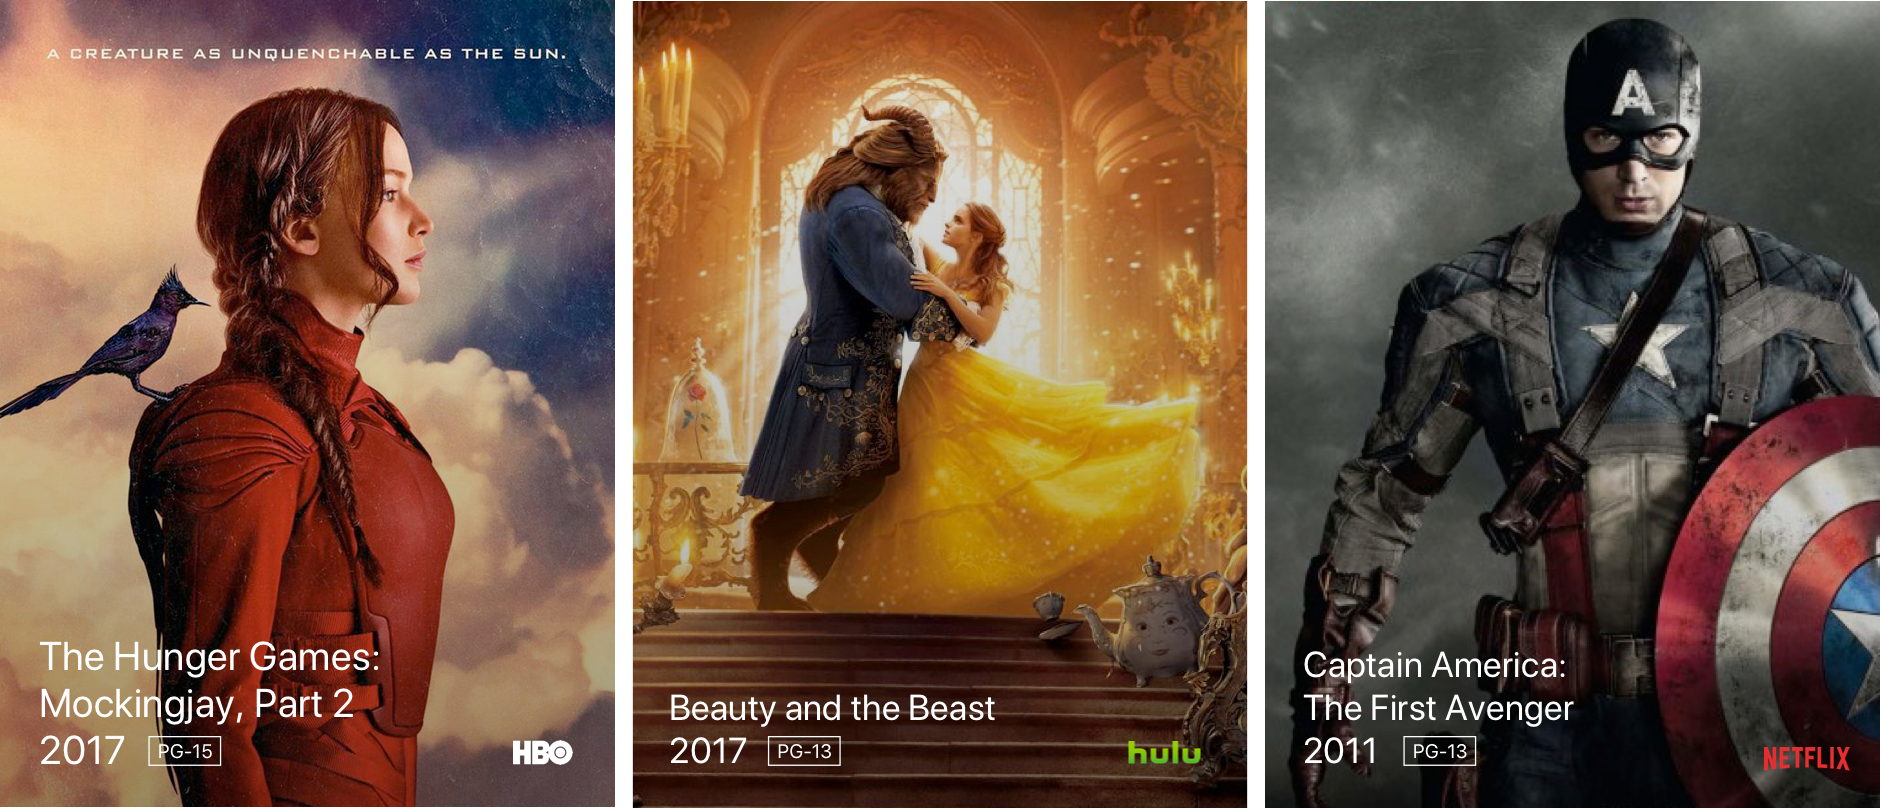 A CREATURE AS UNQUENCHABLE AS THE SUN.
The Hunger Games:
Mockingjay, Part 2
2017 PG-15
HBO
Beauty and the Beast
2017 PG-13
hulu
A
Captain America:
The First Avenger
2011 PG-13
NETFLIX